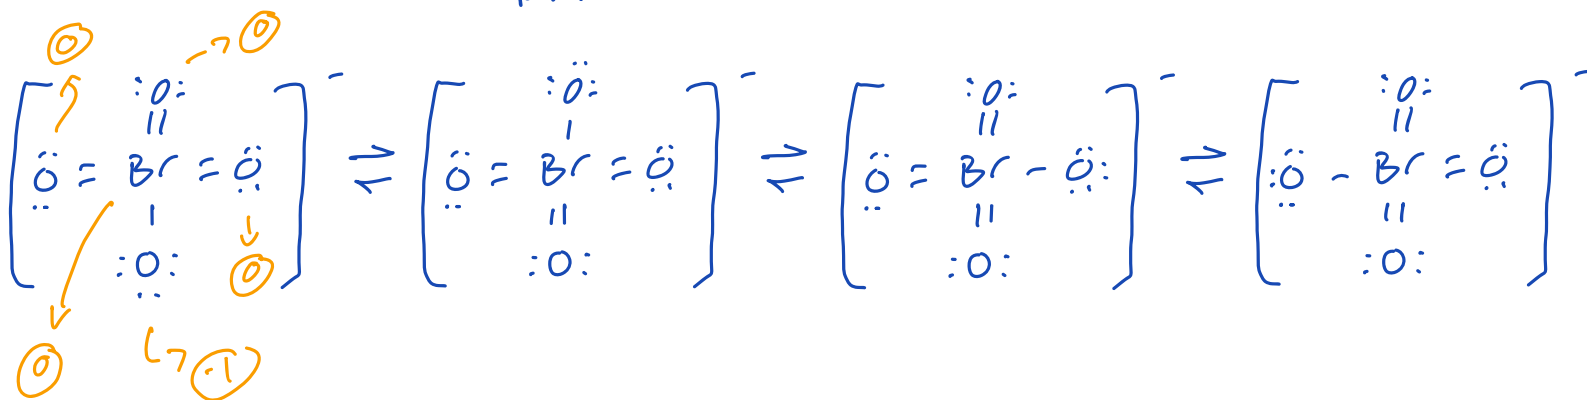 0 0
[ :O: ]⁻ [ :Ö: ]⁻ [ :O: ]⁻ [ :O: ]⁻
|| | || ||
Ö = Br = Ö ⇌ Ö = Br = Ö ⇌ Ö = Br - Ö: ⇌ :Ö - Br = Ö
| || || ||
:O: :O: :O: :O:
0
0 -1